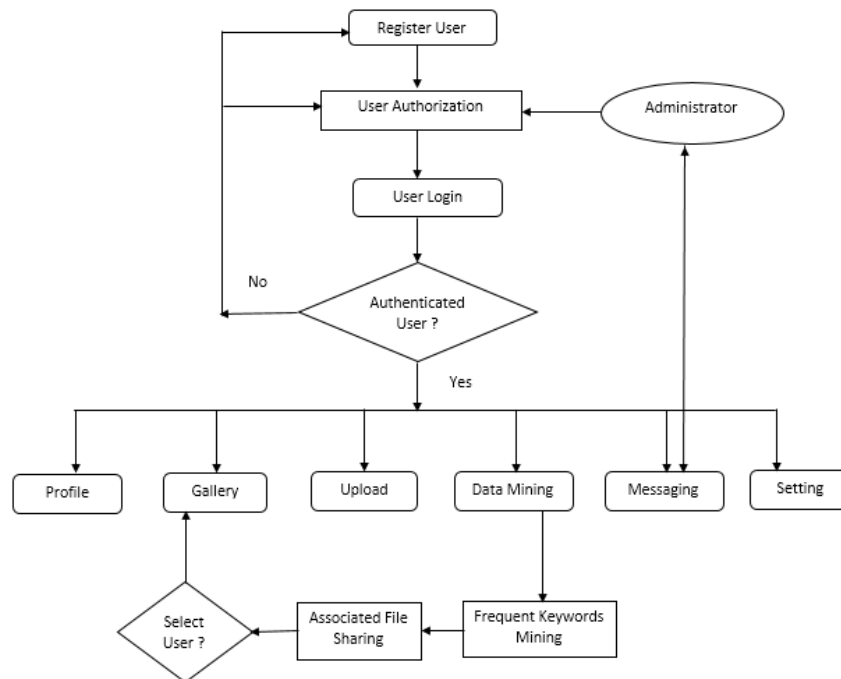 Register User
User Authorization
Administrator
User Login
No
Authenticated
User ?
Yes
Profile
Gallery
Upload
Data Mining
Messaging
Setting
Select
User ?
Associated File
Sharing
Frequent Keywords
Mining